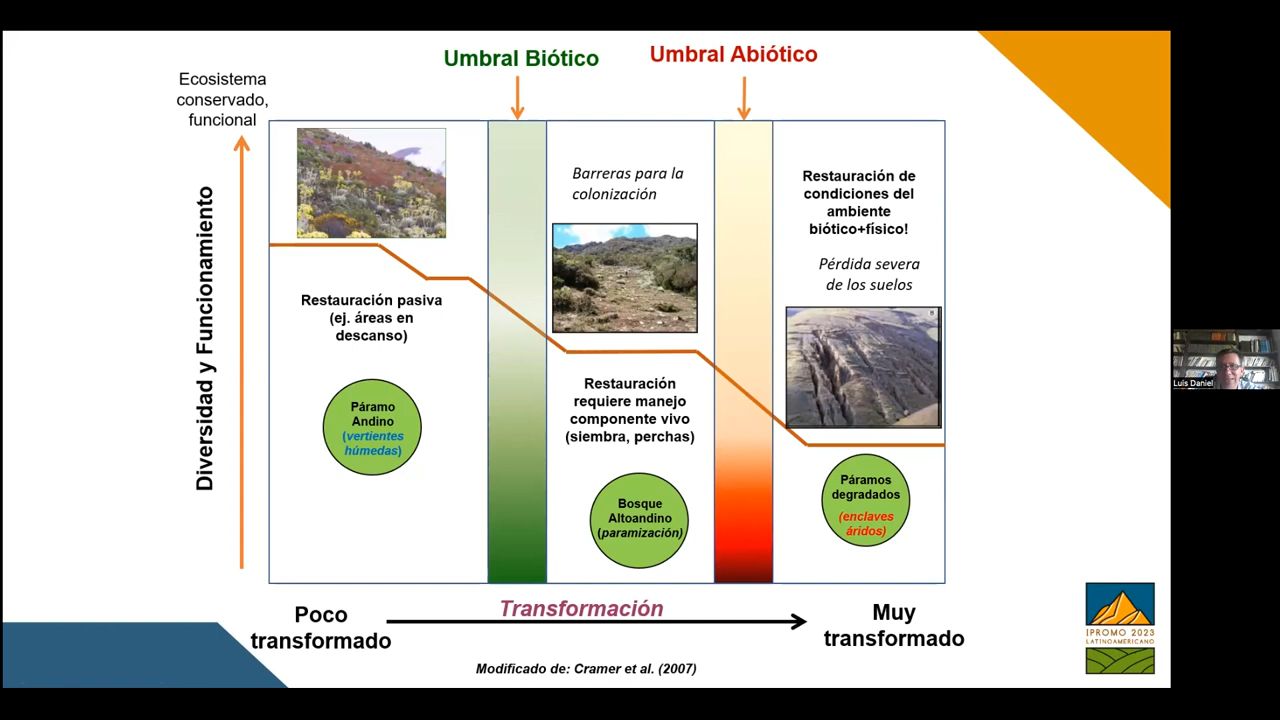 Umbral Biótico
Umbral Abiótico
Ecosistema
conservado,
funcional
Diversidad y Funcionamiento
Restauración pasiva
(ej. áreas en
descanso)
Páramo
Andino
(vertientes
húmedas)
Barreras para la
colonización
Restauración
requiere manejo
componente vivo
(siembra, perchas)
Bosque
Altoandino
(paramización)
Restauración de
condiciones del
ambiente
biótico+físico!
Pérdida severa
de los suelos
B
Páramos
degradados
(enclaves
áridos)
Poco
transformado
Transformación
Muy
transformado
Modificado de: Cramer et al. (2007)
IPROMO 2023
LATINOAMERICANO
Luis Daniel